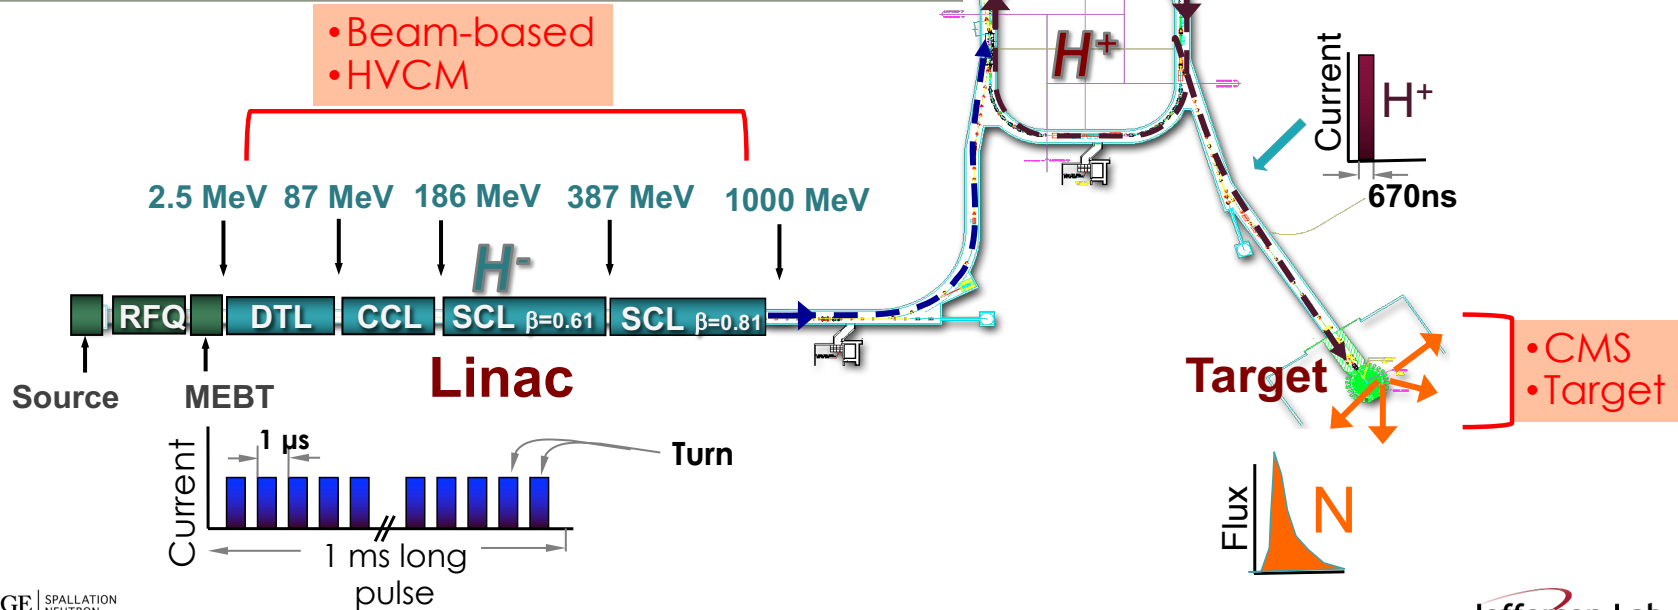 •Beam-based
•HVCM
H+
Current
H+
670ns
2.5 MeV 87 MeV 186 MeV 387 MeV 1000 MeV
H-
RFQ DTL CCL SCL β=0.61 SCL β=0.81
Source MEBT Linac
Target
•CMS
•Target
Current
1 µs
Turn
1 ms long
pulse
Flux
N
SPALLATION